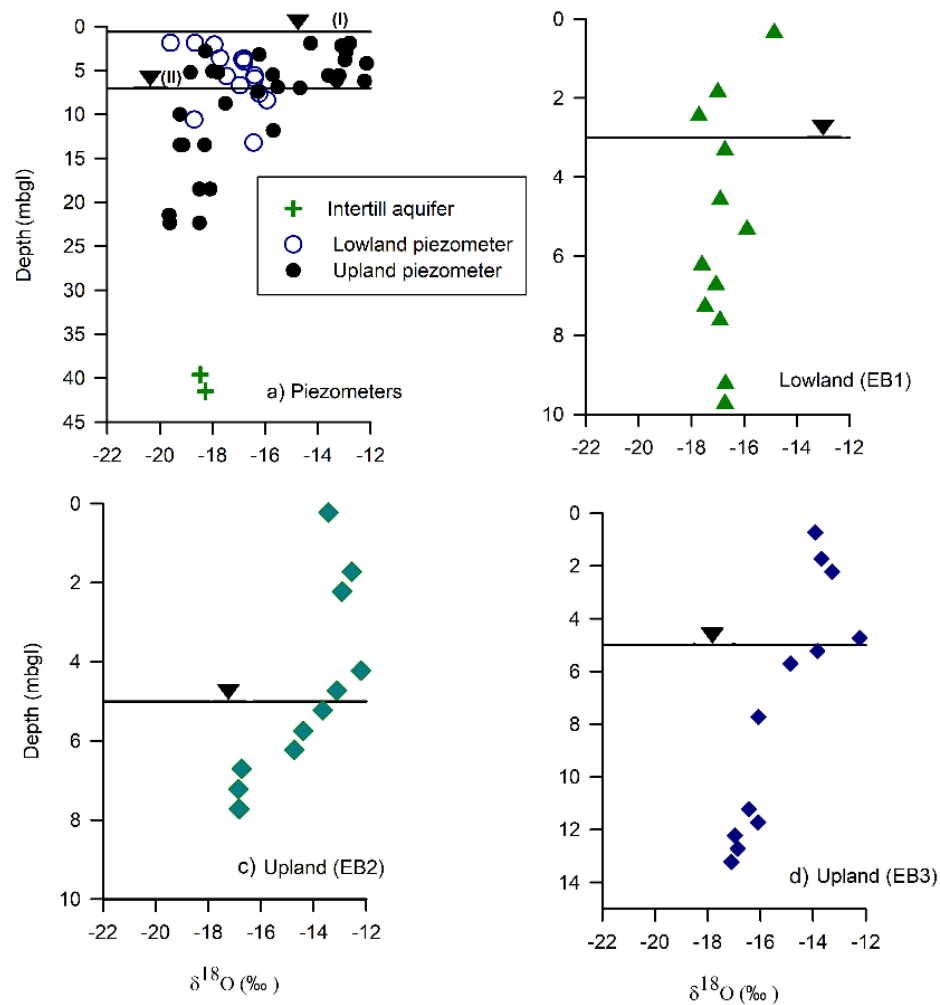 0
5
10
15
20
25
30
35
40
45
Depth (mbgl)
(I)
(II)
Intertill aquifer
Lowland piezometer
Upland piezometer
a) Piezometers
-22 -20 -18 -16 -14 -12
0
2
4
6
8
10
Lowland (EB1)
-22 -20 -18 -16 -14 -12
0
2
4
6
8
10
Depth (mbgl)
c) Upland (EB2)
-22 -20 -18 -16 -14 -12
δ¹⁸O (‰ )
0
2
4
6
8
10
12
14
d) Upland (EB3)
-22 -20 -18 -16 -14 -12
δ¹⁸O (‰ )